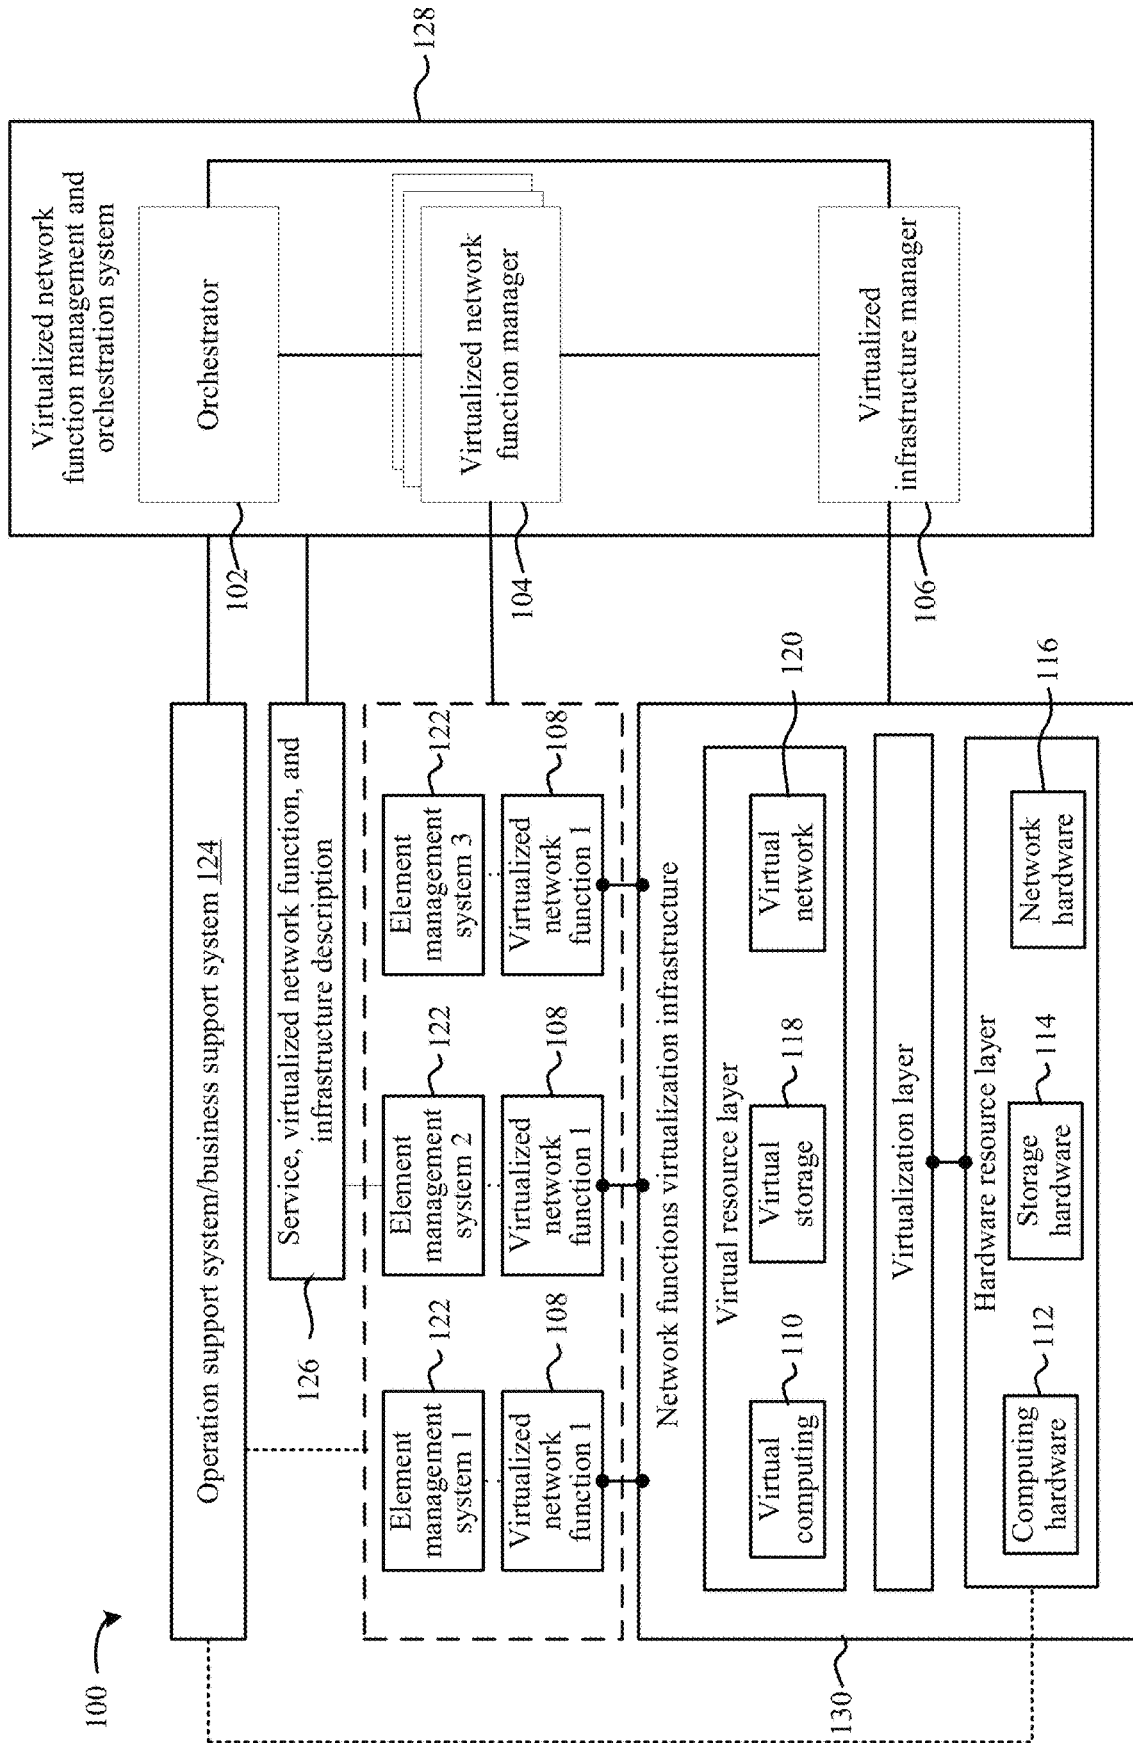 100
Operation support system/business support system 124
Service, virtualized network function, and
infrastructure description
126
Element
management
system 1
122
Element
management
system 2
122
Element
management
system 3
122
Virtualized
network
function 1
108
Virtualized
network
function 1
108
Virtualized
network
function 1
108
Network functions virtualization infrastructure
130
Virtual resource layer
Virtual
computing
110
Virtual
storage
118
Virtual
network
120
Virtualization layer
Hardware resource layer
Computing
hardware
112
Storage
hardware
114
Network
hardware
116
Virtualized network
function management and
orchestration system
128
Orchestrator
102
Virtualized network
function manager
104
Virtualized
infrastructure manager
106